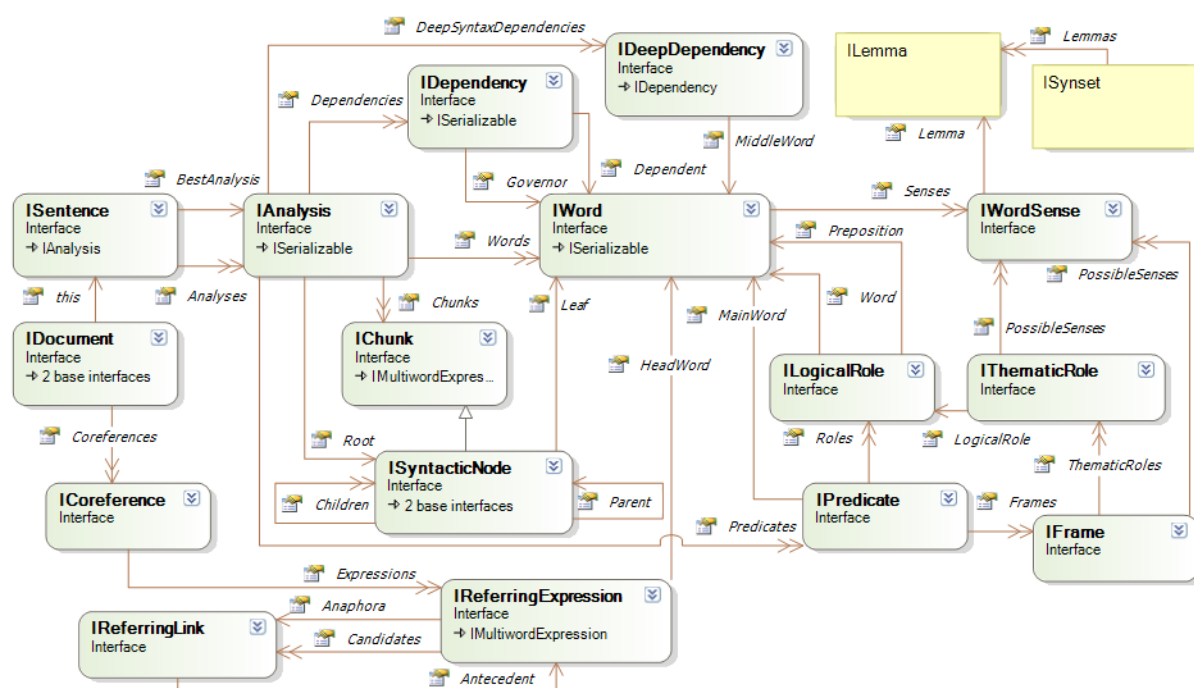 DeepSyntaxDependencies
IDeepDependency
Interface
IDependency
ILemma
Lemmas
ISynset
IDependency
Interface
ISerializable
Dependencies
MiddleWord
Lemma
BestAnalysis
Governor
Dependent
Senses
ISentence
Interface
IAnalysis
IAnalysis
Interface
ISerializable
IWord
Interface
ISerializable
IWordSense
Interface
Words
Preposition
this
Analyses
Chunks
Leaf
MainWord
Word
PossibleSenses
PossibleSenses
IDocument
Interface
2 base interfaces
IChunk
Interface
IMultiwordExpres...
HeadWord
ILogicalRole
Interface
IThematicRole
Interface
Coreferences
Root
Roles
LogicalRole
ThematicRoles
ISyntacticNode
Interface
2 base interfaces
Children
Parent
ICoreference
Interface
IPredicate
Interface
Frames
Predicates
IFrame
Interface
Expressions
IReferringExpression
Interface
IMultiwordExpression
Anaphora
IReferringLink
Interface
Candidates
Antecedent